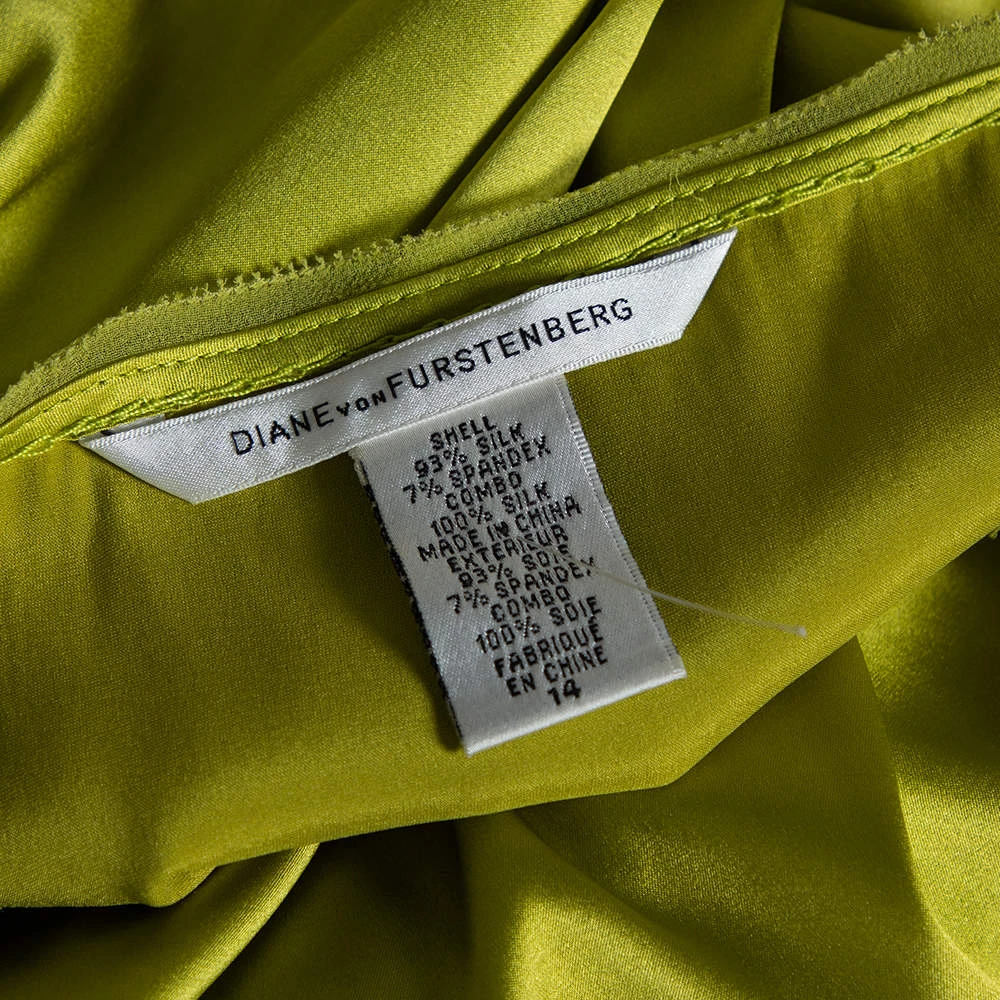 DIANE VON FURSTENBERG
SHELL
93% SILK
7% SPANDEX
COMBO
100% SILK
MADE IN CHINA
EXTERIEUR
93% SOIE
7% SPANDEX
COMBO
100% SOIE
FABRIQUE
EN CHINE
14